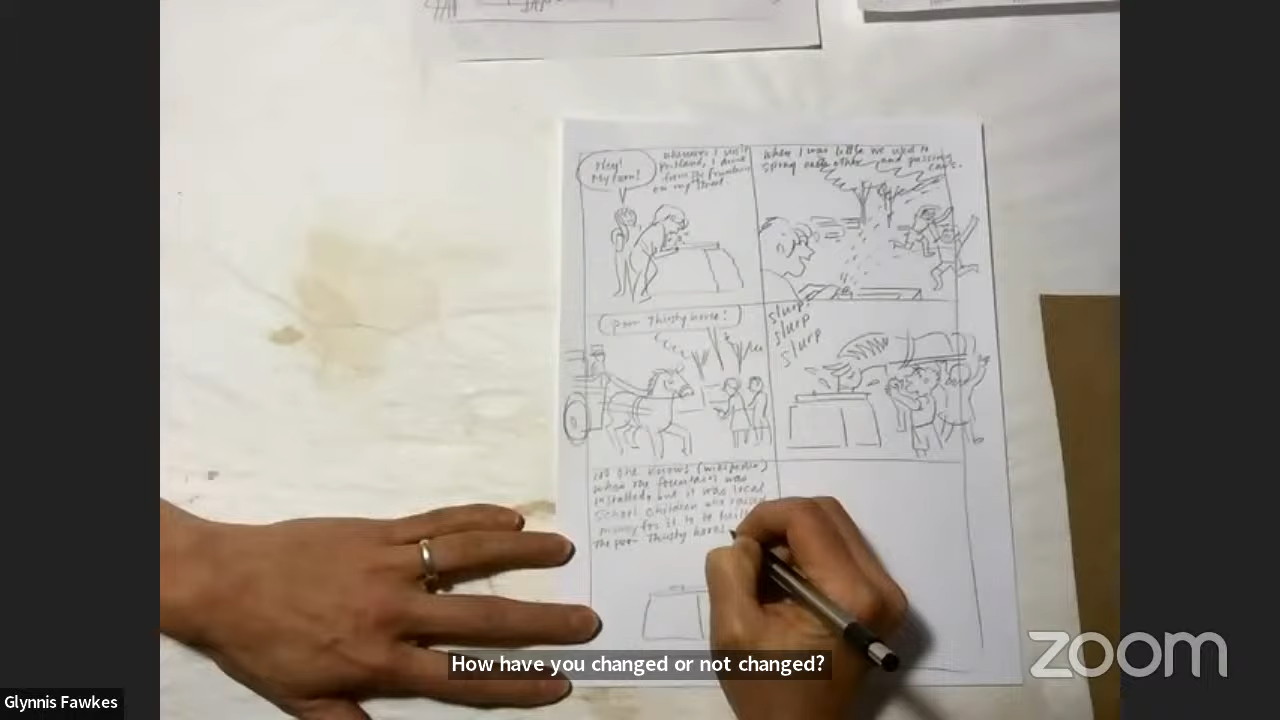 Hey!
My turn!
Whenever I visit
Portland, I drink
from the fountain
on my street.
When I was little we used to
spray each other and passing
cars.
poor Thirsty horse!
slurp
slurp
slurp
no one knows (wikipedia)
when the fountain was
installed, but it was local
School children who raised
money for it to be built
The poor Thirsty horse
How have you changed or not changed?
zoom
Glynnis Fawkes